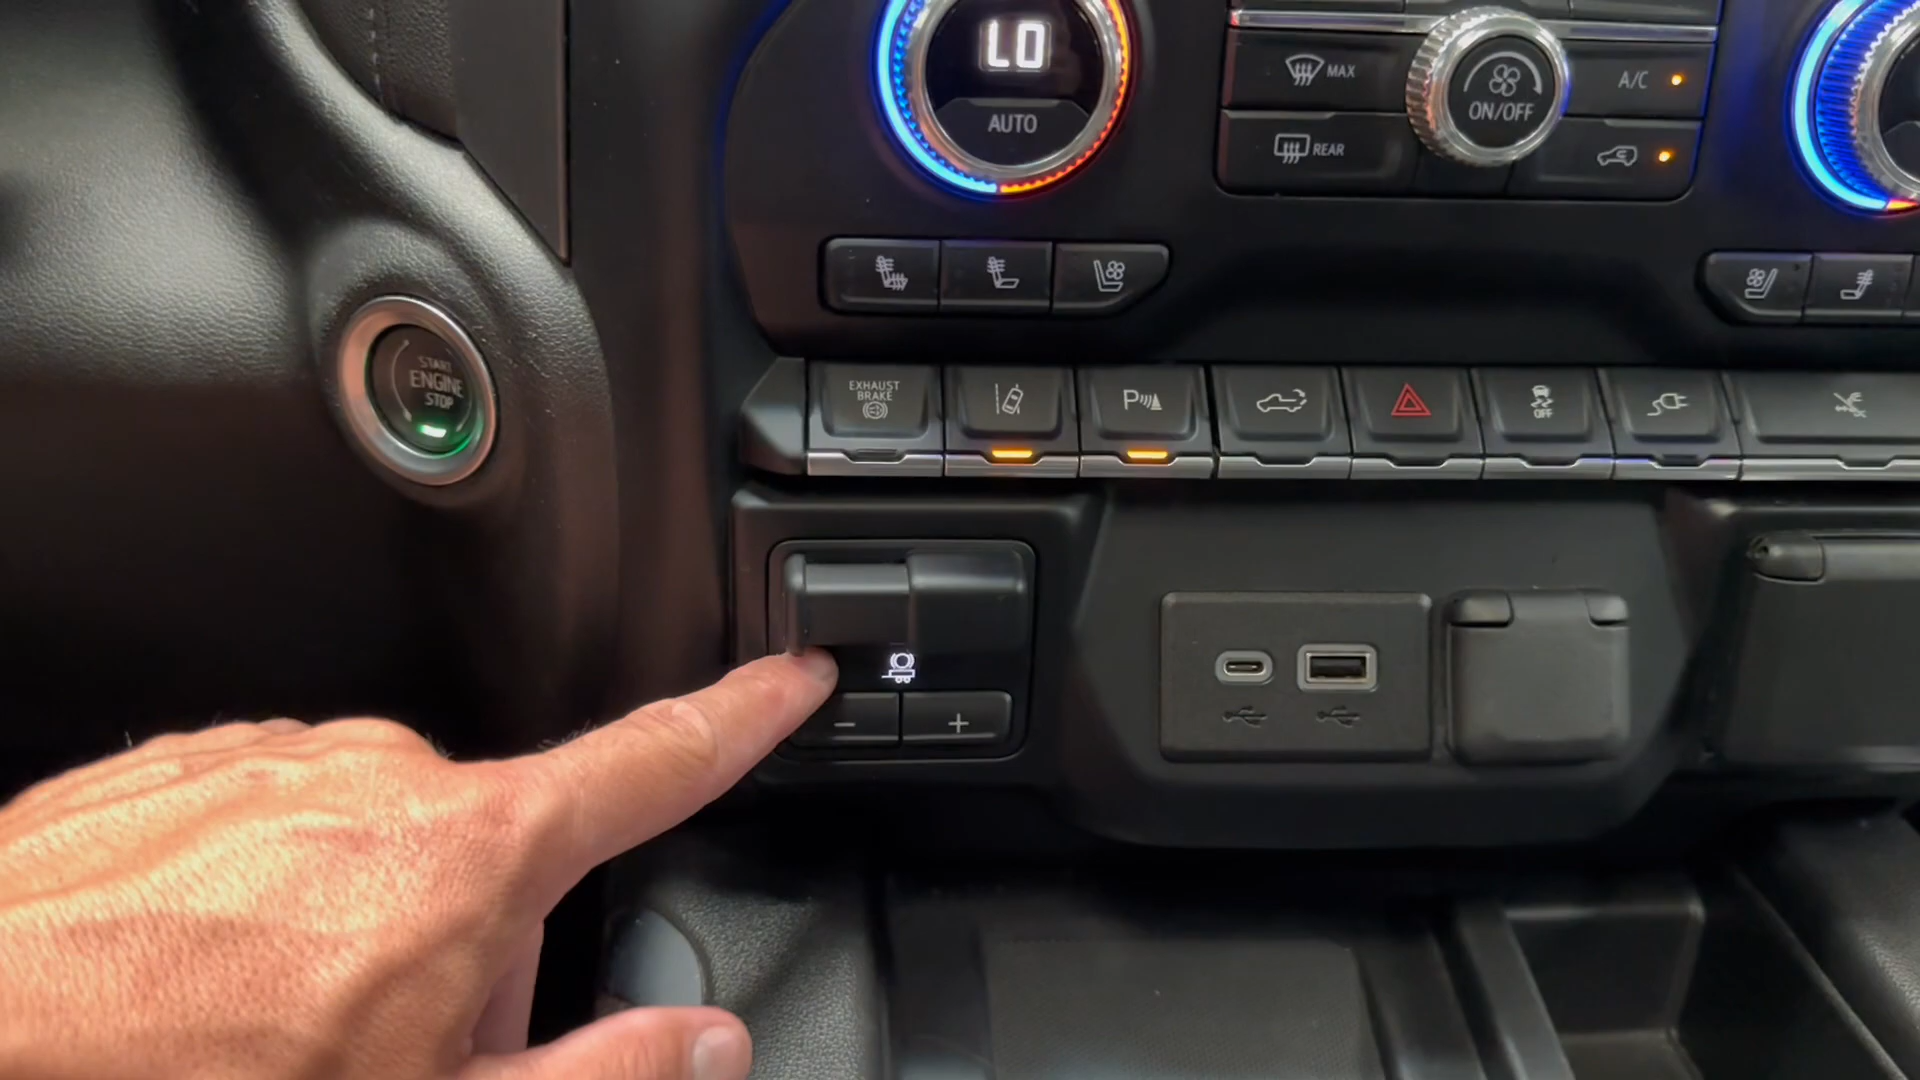 LO
AUTO
MAX
ON/OFF
A/C
REAR
START
ENGINE
STOP
EXHAUST
BRAKE
P
OFF
- +